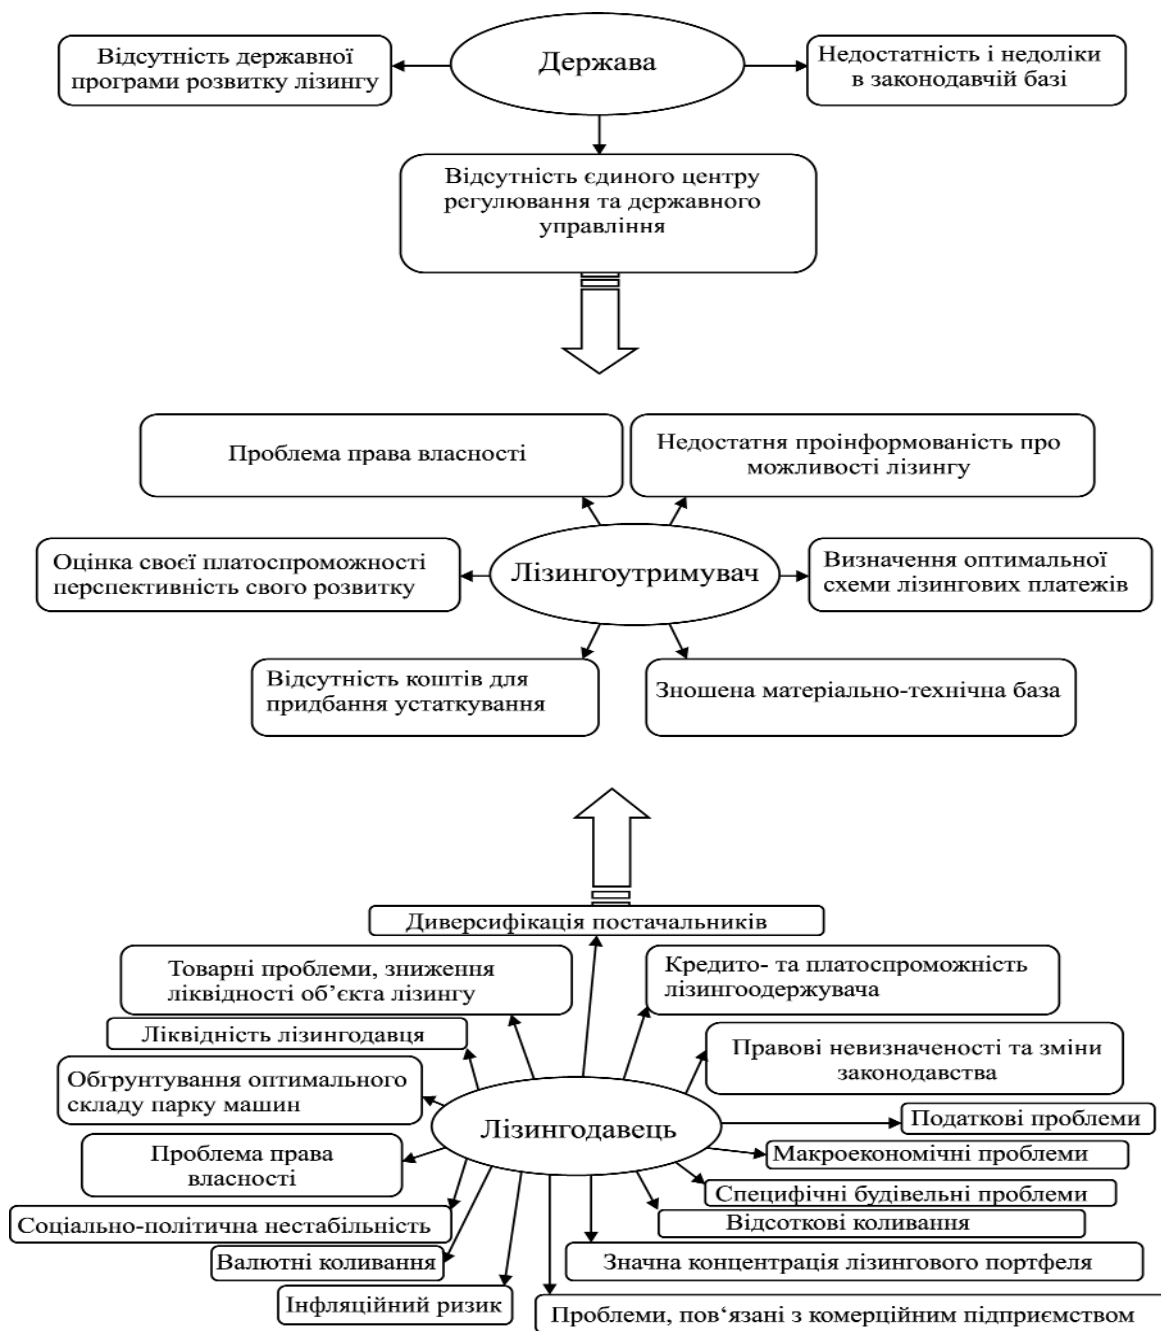 Держава
Відсутність державної
програми розвитку лізингу
Недостатність і недоліки
в законодавчій базі
Відсутність єдиного центру
регулювання та державного
управління
Проблема права власності
Недостатня проінформованість про
можливості лізингу
Оцінка своєї платоспроможності
перспективність свого розвитку
Лізингоутримувач
Визначення оптимальної
схеми лізингових платежів
Відсутність коштів для
придбання устаткування
Зношена матеріально-технічна база
Диверсифікація постачальників
Товарні проблеми, зниження
ліквідності об’єкта лізингу
Кредито- та платоспроможність
лізингоодержувача
Ліквідність лізингодавця
Правові невизначеності та зміни
законодавства
Обгрунтування оптимального
складу парку машин
Лізингодавець
Податкові проблеми
Проблема права
власності
Макроекономічні проблеми
Специфічні будівельні проблеми
Соціально-політична нестабільність
Відсоткові коливання
Валютні коливання
Значна концентрація лізингового портфеля
Інфляційний ризик
Проблеми, пов‘язані з комерційним підприємством